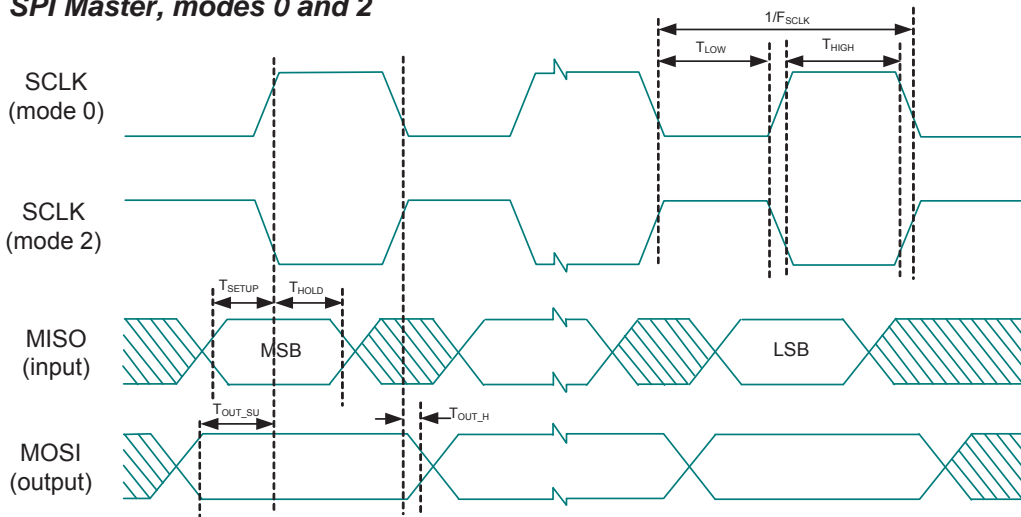 SPI Master, modes 0 and 2
1/FSCLK
TLOW
THIGH
SCLK
(mode 0)
SCLK
(mode 2)
TSETUP
THOLD
MISO
(input)
MSB
LSB
TOUT_SU
TOUT_H
MOSI
(output)